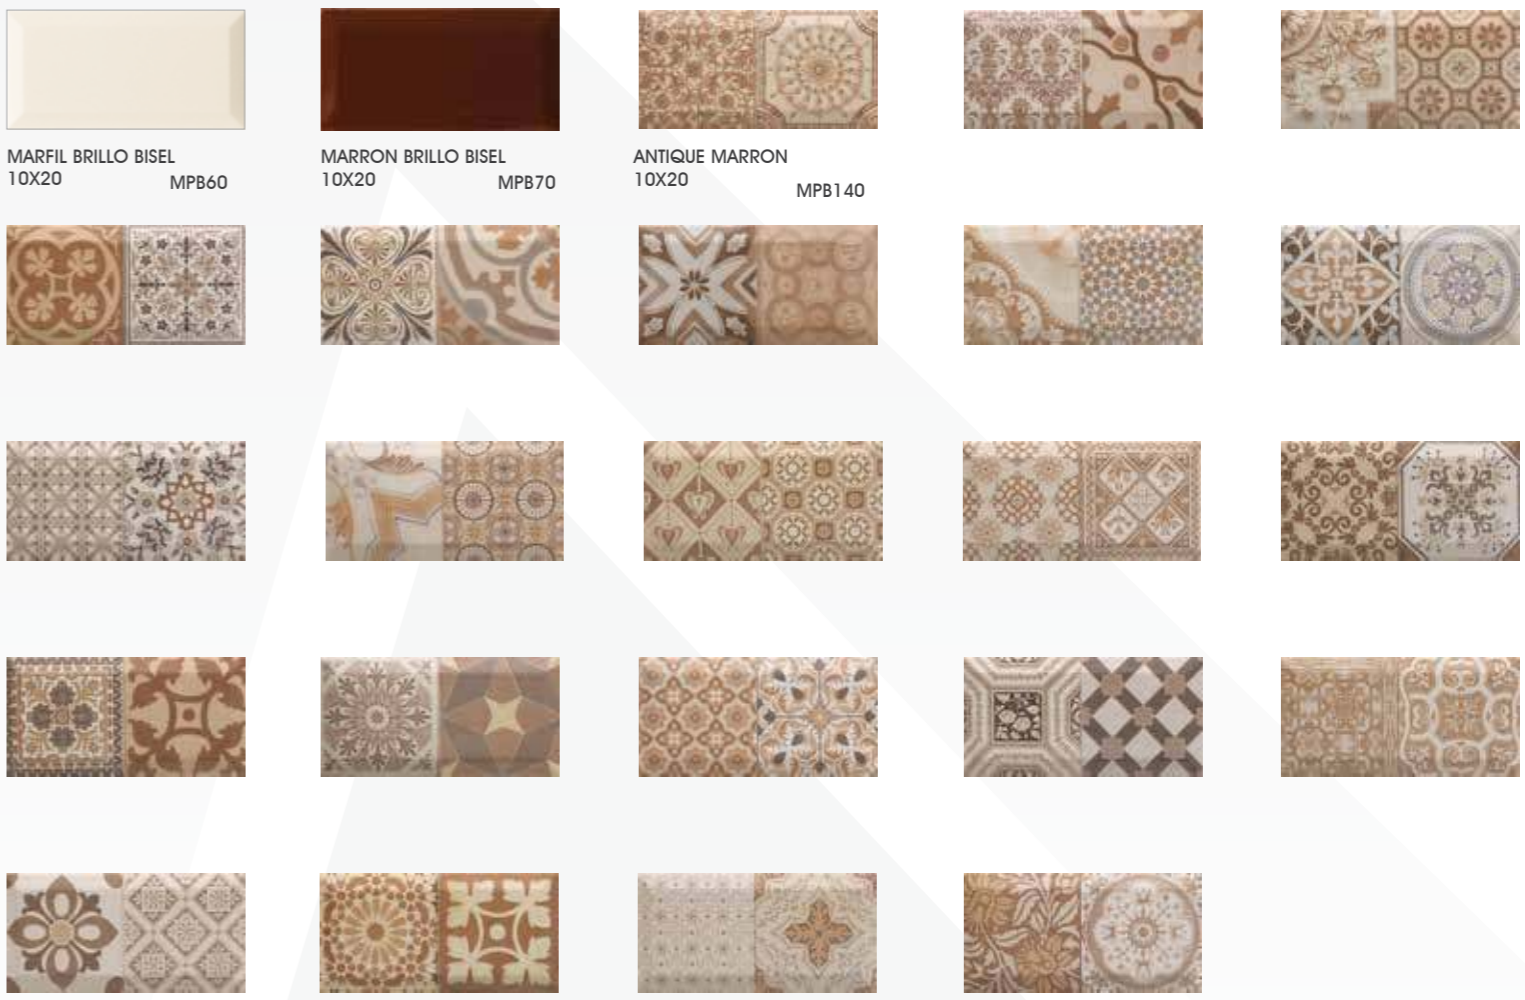 MARFIL BRILLO BISEL
10X20 MPB60
MARRON BRILLO BISEL
10X20 MPB70
ANTIQUE MARRON
10X20 MPB140